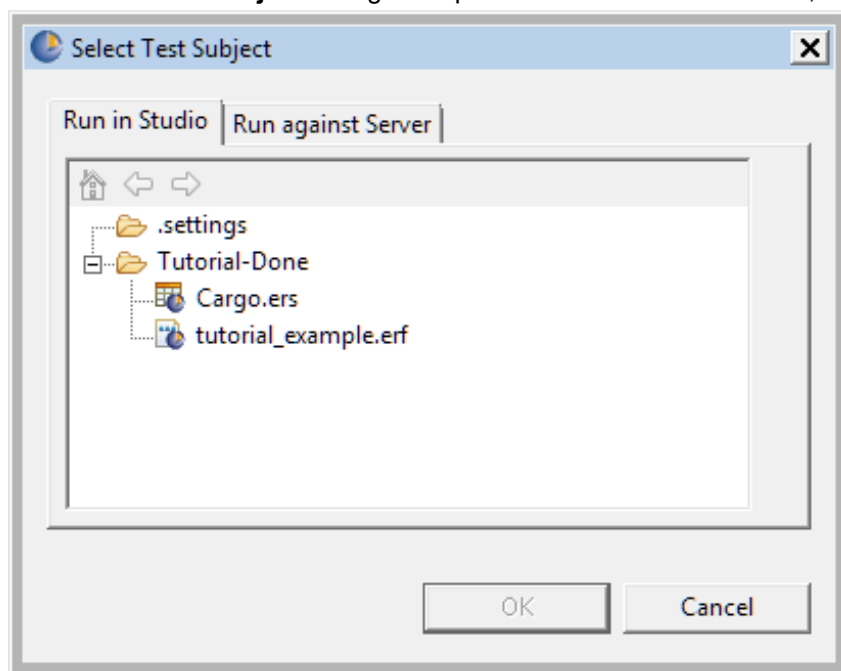 Select Test Subject
Run in Studio Run against Server
.settings
Tutorial-Done
Cargo.ers
tutorial_example.erf
OK Cancel